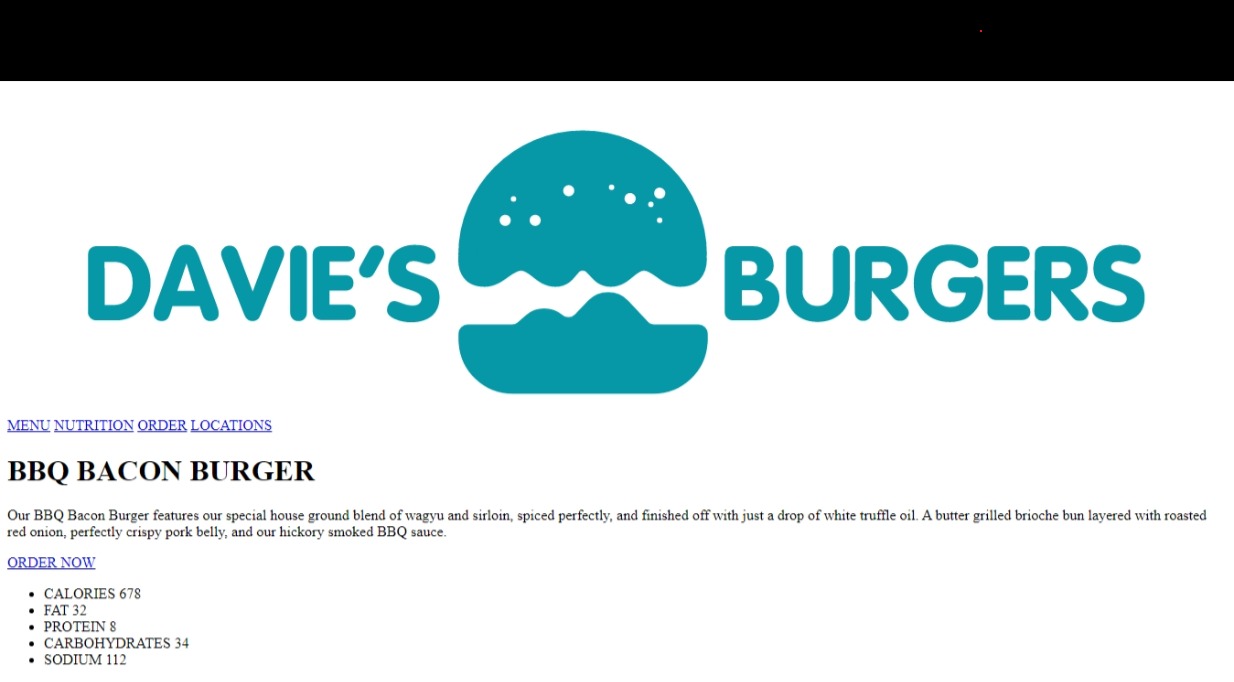 DAVIE'S BURGERS
MENU NUTRITION ORDER LOCATIONS
BBQ BACON BURGER
Our BBQ Bacon Burger features our special house ground blend of wagyu and sirloin, spiced perfectly, and finished off with just a drop of white truffle oil. A butter grilled brioche bun layered with roasted
red onion, perfectly crispy pork belly, and our hickory smoked BBQ sauce.
ORDER NOW
• CALORIES 678
• FAT 32
• PROTEIN 8
• CARBOHYDRATES 34
• SODIUM 112